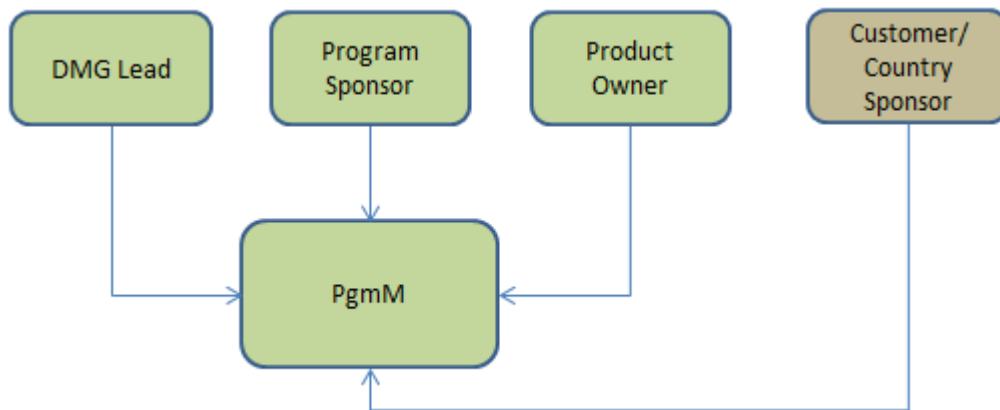 DMG Lead
Program
Sponsor
Product
Owner
Customer/
Country
Sponsor
PgmM